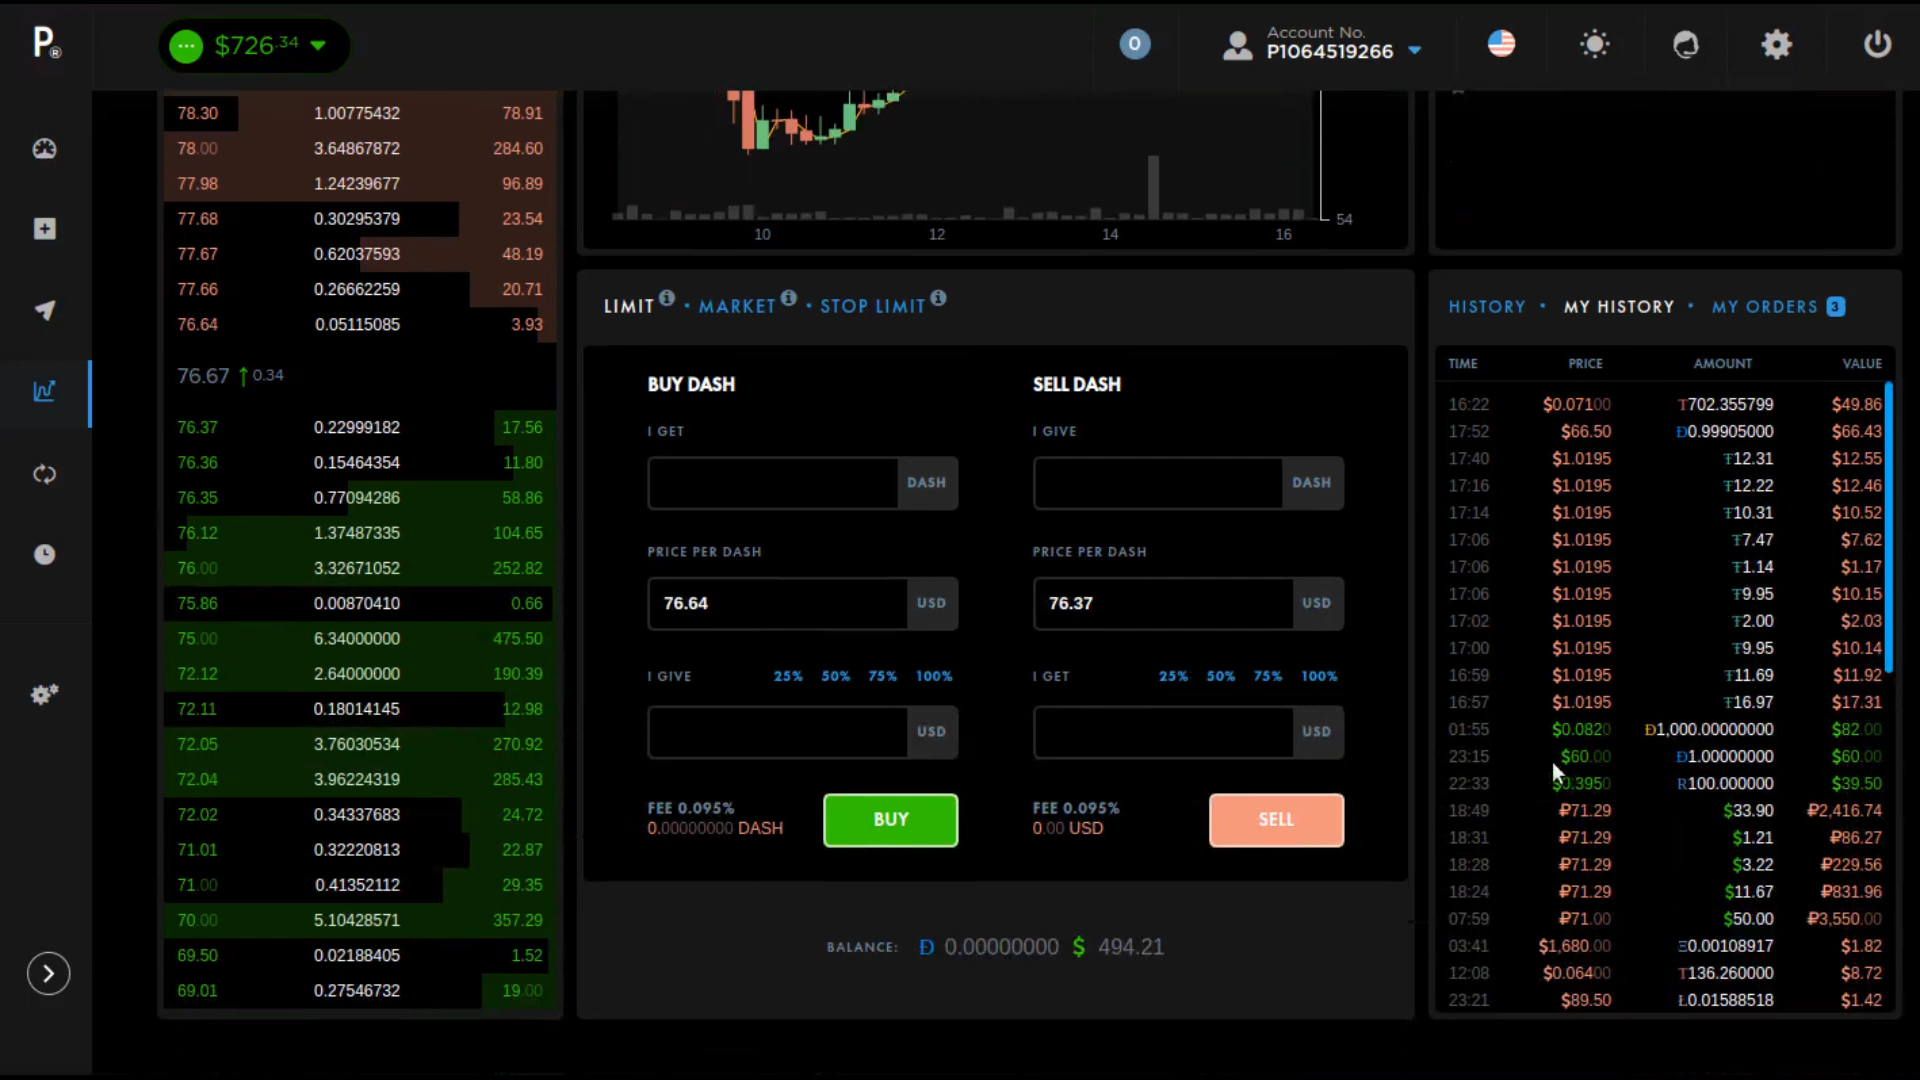 P®
$726.34
0
Account No.
P1064519266
78.30 1.00775432 78.91
78.00 3.64867872 284.60
77.98 1.24239677 96.89
77.68 0.30295379 23.54
77.67 0.62037593 48.19
77.66 0.26662259 20.71
76.64 0.05115085 3.93
76.67 ↑ 0.34
76.37 0.22999182 17.56
76.36 0.15464354 11.80
76.35 0.77094286 58.86
76.12 1.37487335 104.65
76.00 3.32671052 252.82
75.86 0.00870410 0.66
75.00 6.34000000 475.50
72.12 2.64000000 190.39
72.11 0.18014145 12.98
72.05 3.76030534 270.92
72.04 3.96224319 285.43
72.02 0.34337683 24.72
71.01 0.32220813 22.87
71.00 0.41352112 29.35
70.00 5.10428571 357.29
69.50 0.02188405 1.52
69.01 0.27546732 19.00
54
10 12 14 16
LIMIT • MARKET • STOP LIMIT
BUY DASH
I GET
DASH
PRICE PER DASH
76.64 USD
I GIVE 25% 50% 75% 100%
USD
FEE 0.095%
0.00000000 DASH
BUY
SELL DASH
I GIVE
DASH
PRICE PER DASH
76.37 USD
I GET 25% 50% 75% 100%
USD
FEE 0.095%
0.00 USD
SELL
BALANCE: Đ 0.00000000 $ 494.21
HISTORY • MY HISTORY • MY ORDERS 3
TIME PRICE AMOUNT VALUE
16:22 $0.07100 T702.355799 $49.86
17:52 $66.50 Đ0.99905000 $66.43
17:40 $1.0195 ₮12.31 $12.55
17:16 $1.0195 ₮12.22 $12.46
17:14 $1.0195 ₮10.31 $10.52
17:06 $1.0195 ₮7.47 $7.62
17:06 $1.0195 ₮1.14 $1.17
17:06 $1.0195 ₮9.95 $10.15
17:02 $1.0195 ₮2.00 $2.03
17:00 $1.0195 ₮9.95 $10.14
16:59 $1.0195 ₮11.69 $11.92
16:57 $1.0195 ₮16.97 $17.31
01:55 $0.0820 Ð1,000.00000000 $82.00
23:15 $60.00 Đ1.00000000 $60.00
22:33 $0.3950 R100.000000 $39.50
18:49 ₽71.29 $33.90 ₽2,416.74
18:31 ₽71.29 $1.21 ₽86.27
18:28 ₽71.29 $3.22 ₽229.56
18:24 ₽71.29 $11.67 ₽831.96
07:59 ₽71.00 $50.00 ₽3,550.00
03:41 $1,680.00 Ξ0.00108917 $1.82
12:08 $0.06400 T136.260000 $8.72
23:21 $89.50 Ł0.01588518 $1.42